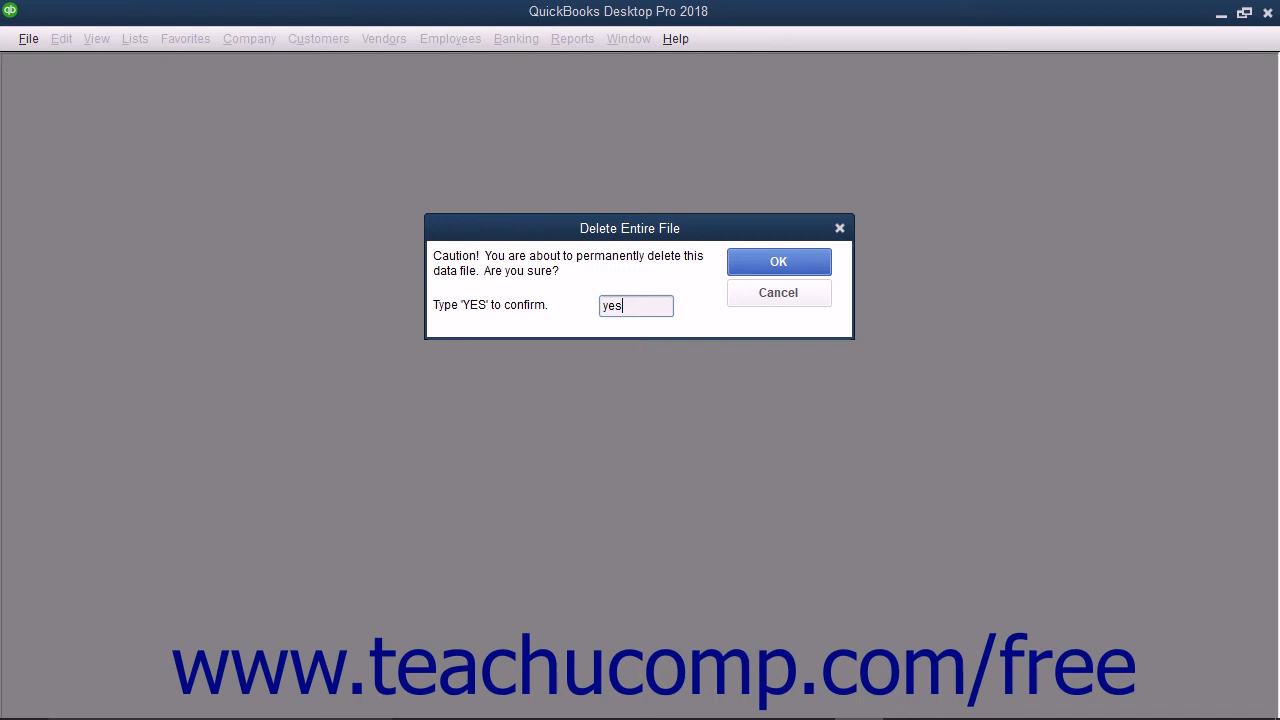 qb
QuickBooks Desktop Pro 2018
File Edit View Lists Favorites Company Customers Vendors Employees Banking Reports Window Help
Delete Entire File
Caution! You are about to permanently delete this
data file. Are you sure?
OK
Cancel
Type 'YES' to confirm. yes
www.teachucomp.com/free